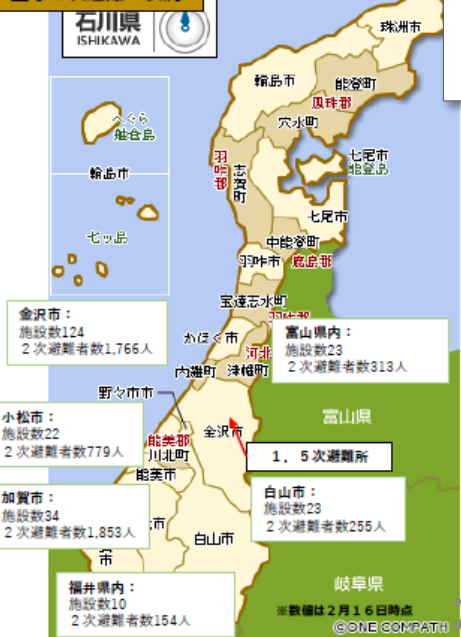 石川県
ISHIKAWA
珠洲市
輪島市
能登町
鳳珠郡
穴水町
へぐら
舳倉島
輪島市
七ツ島
羽咋郡
志賀町
七尾市
能登島
七尾市
中能登町
羽咋市
鹿島郡
宝達志水町
羽咋郡
かほく市
河北
内灘町
津幡町
金沢市：
施設数124
２次避難者数1,766人
富山県内：
施設数23
２次避難者数313人
野々市市
小松市：
施設数22
２次避難者数779人
能美郡
川北町
能美市
金沢市
富山県
１．５次避難所
加賀市：
施設数34
２次避難者数1,853人
白山市：
施設数23
２次避難者数255人
市
白山市
市
福井県内：
施設数10
２次避難者数154人
岐阜県
※数値は２月１６日時点
©ONE COMPATH